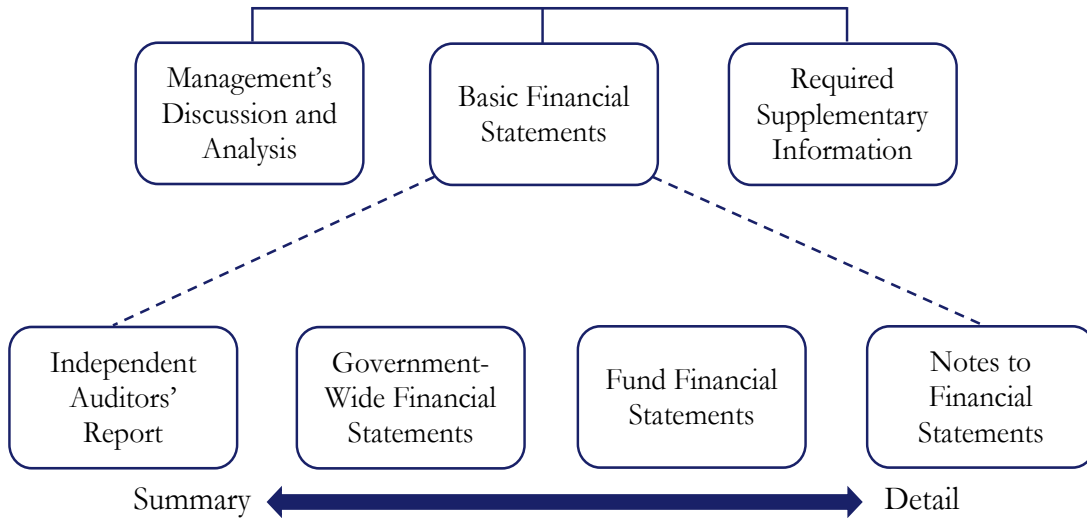 Management’s
Discussion and
Analysis
Basic Financial
Statements
Required
Supplementary
Information
Independent
Auditors’
Report
Government-
Wide Financial
Statements
Fund Financial
Statements
Notes to
Financial
Statements
Summary
Detail